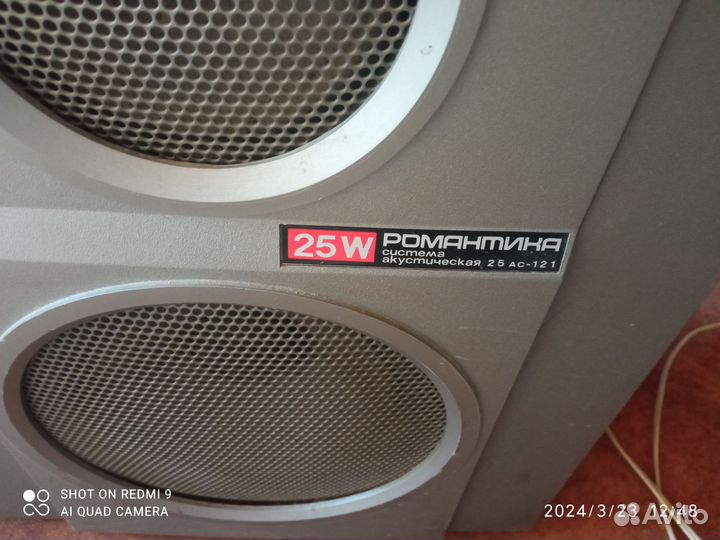 25W РОМАНТИКА
система
акустическая 25 АС-121
SHOT ON REDMI 9
AI QUAD CAMERA
2024/3/23 12:48
Avito